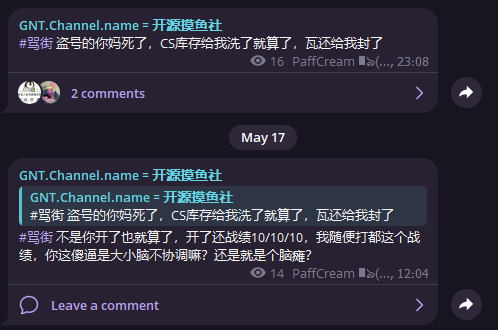 GNT.Channel.name = 开源摸鱼社
#骂街 盗号的你妈死了，CS库存给我洗了就算了，瓦还给我封了
16 PaffCream (..., 23:08
2 comments
May 17
GNT.Channel.name = 开源摸鱼社
GNT.Channel.name = 开源摸鱼社
#骂街 盗号的你妈死了，CS库存给我洗了就算了，瓦还给我封了
#骂街 不是你开了也就算了，开了还战绩10/10/10，我随便打都这个战
绩，你这傻逼是大小脑不协调嘛？还是就是个脑瘫？
14 PaffCream (..., 12:04
Leave a comment